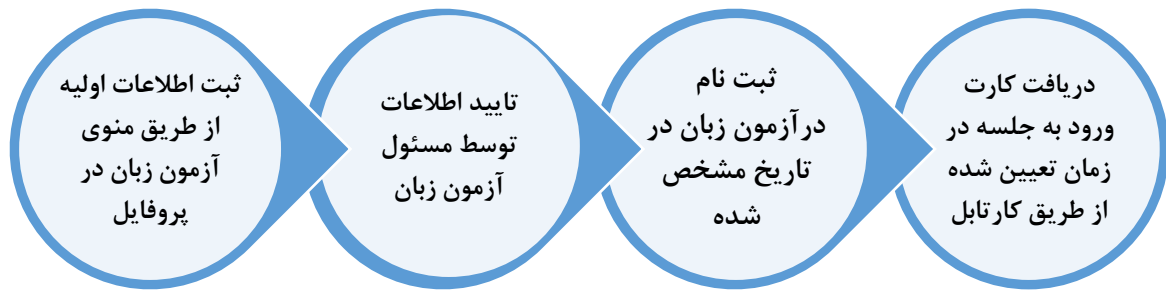 ثبت اطلاعات اولیه
از طریق منوی
آزمون زبان در
پروفایل
تایید اطلاعات
توسط مسئول
آزمون زبان
ثبت نام
درآزمون زبان در
تاریخ مشخص
شده
دریافت کارت
ورود به جلسه در
زمان تعیین شده
از طریق کارتابل